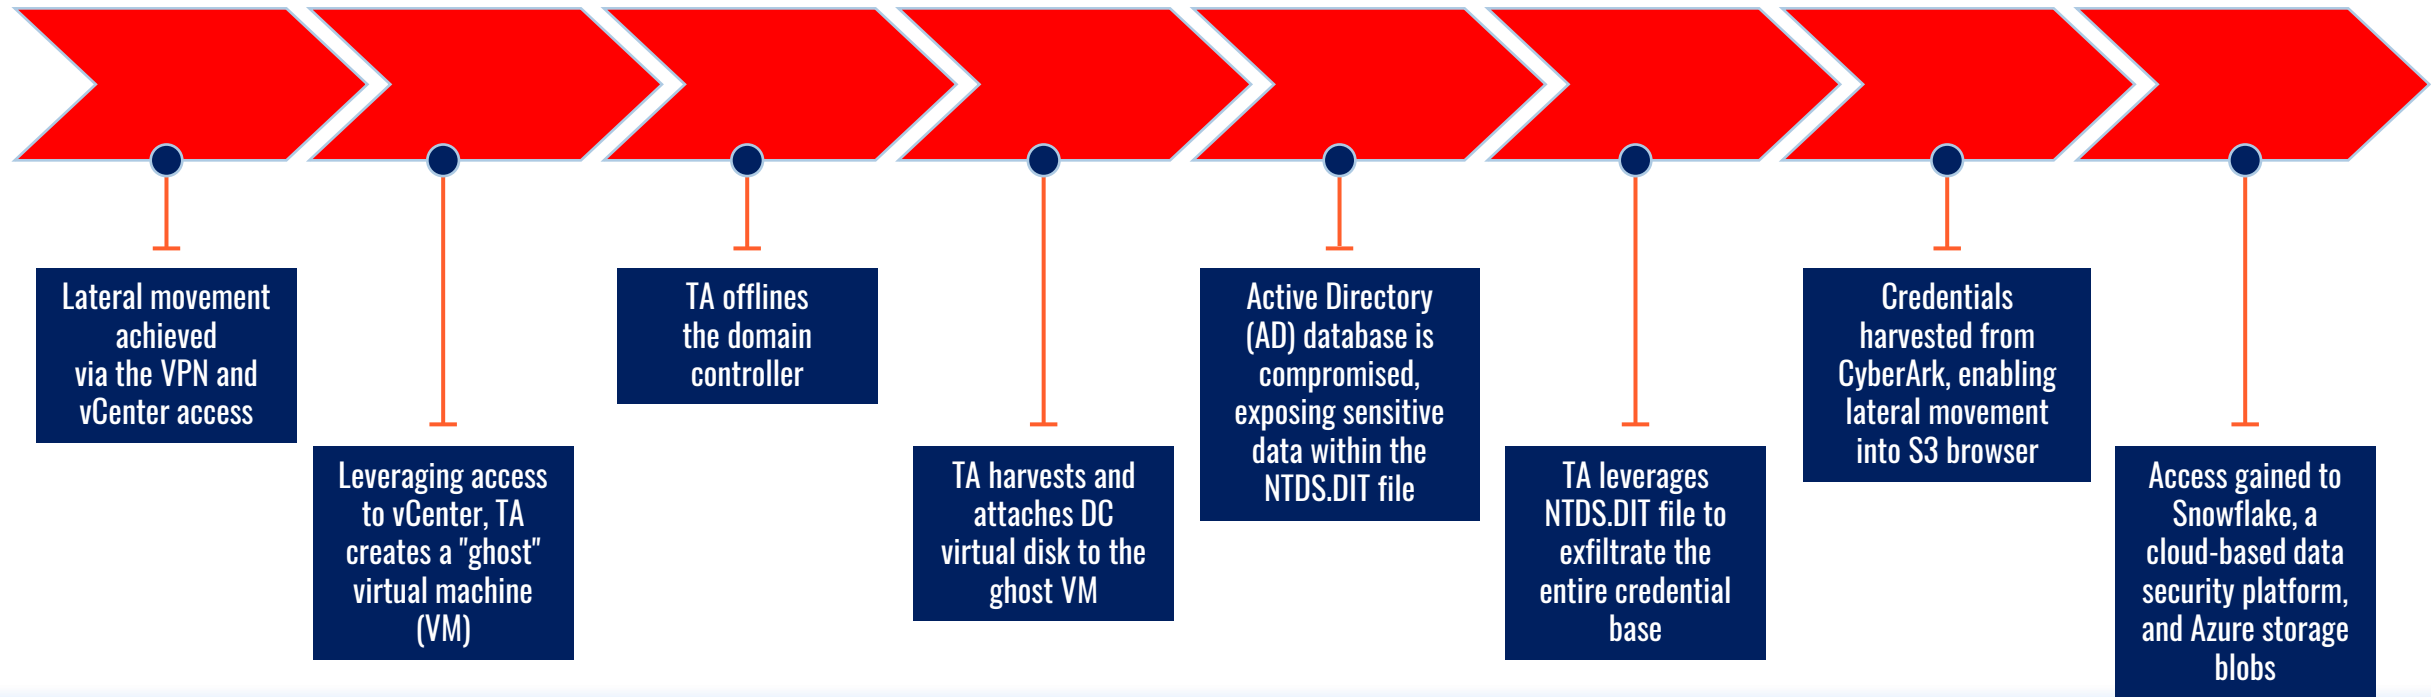 Lateral movement
achieved
via the VPN and
vCenter access
Leveraging access
to vCenter, TA
creates a "ghost"
virtual machine
(VM)
TA offlines
the domain
controller
TA harvests and
attaches DC
virtual disk to the
ghost VM
Active Directory
(AD) database is
compromised,
exposing sensitive
data within the
NTDS.DIT file
TA leverages
NTDS.DIT file to
exfiltrate the
entire credential
base
Credentials
harvested from
CyberArk, enabling
lateral movement
into S3 browser
Access gained to
Snowflake, a
cloud-based data
security platform,
and Azure storage
blobs